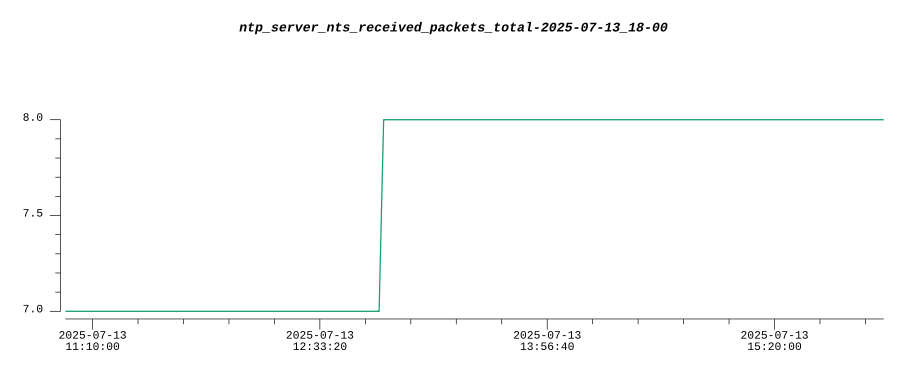 ntp_server_nts_received_packets_total-2025-07-13_18-00
8.0
7.5
7.0
2025-07-13 2025-07-13 2025-07-13 2025-07-13
11:10:00 12:33:20 13:56:40 15:20:00